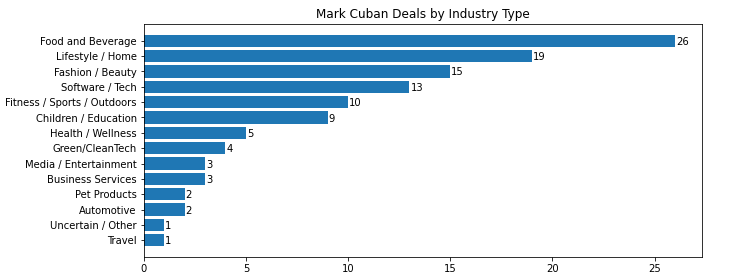 Mark Cuban Deals by Industry Type
Food and Beverage 26
Lifestyle / Home 19
Fashion / Beauty 15
Software / Tech 13
Fitness / Sports / Outdoors 10
Children / Education 9
Health / Wellness 5
Green/CleanTech 4
Media / Entertainment 3
Business Services 3
Pet Products 2
Automotive 2
Uncertain / Other 1
Travel 1
0 5 10 15 20 25